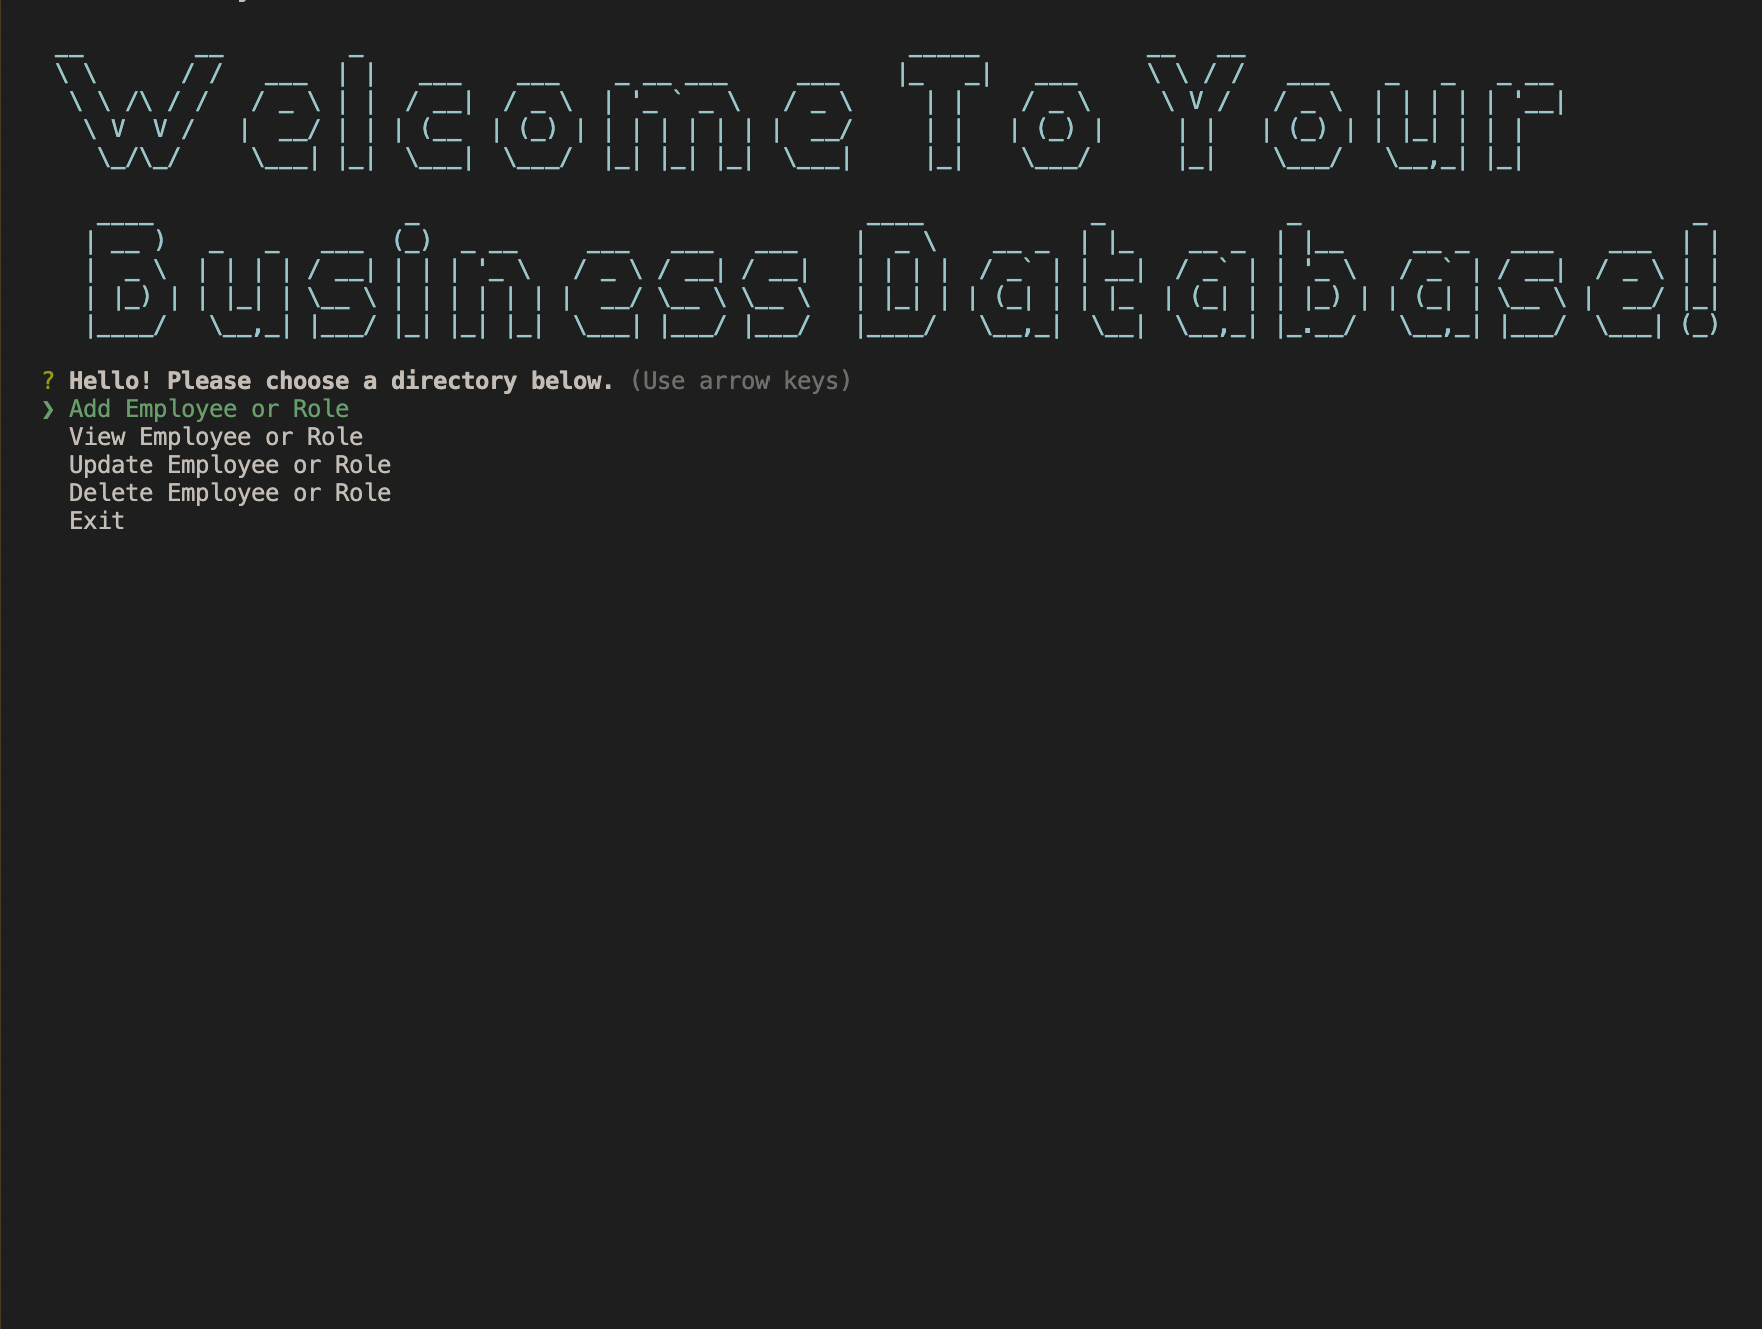 Welcome To Your
Business Database!
? Hello! Please choose a directory below. (Use arrow keys)
❯ Add Employee or Role
View Employee or Role
Update Employee or Role
Delete Employee or Role
Exit